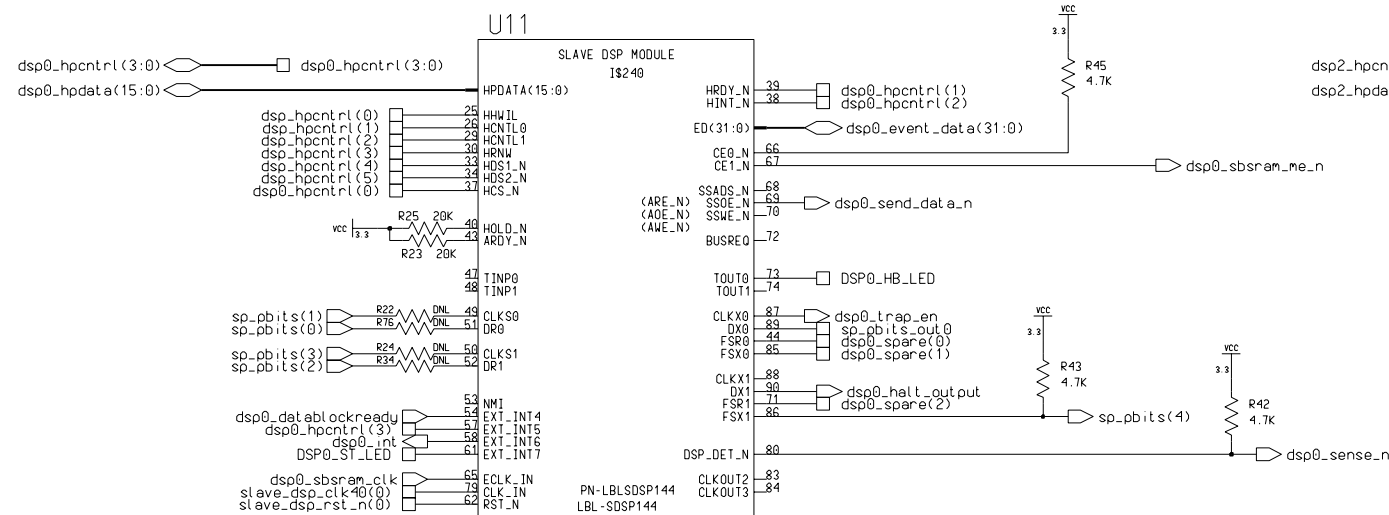 U11
SLAVE DSP MODULE
I$240
dsp0_hpcntrl(3:0) dsp0_hpcntrl(3:0)
dsp0_hpdata(15:0) HPDATA(15:0)
dsp_hpcntrl(0) 25 HHWIL
dsp_hpcntrl(1) 26 HCNTL0
dsp_hpcntrl(2) 29 HCNTL1
dsp_hpcntrl(3) 30 HRNW
dsp_hpcntrl(4) 33 HDS1_N
dsp_hpcntrl(5) 34 HDS2_N
dsp0_hpcntrl(0) 37 HCS_N
VCC 3.3
R25 20K 40 HOLD_N
R23 20K 43 ARDY_N
47 TINP0
48 TINP1
sp_pbits(1) R22 DNL 49 CLKS0
sp_pbits(0) R76 DNL 51 DR0
sp_pbits(3) R24 DNL 50 CLKS1
sp_pbits(2) R34 DNL 52 DR1
53 NMI
dsp0_datablockready 54 EXT_INT4
dsp0_hpcntrl(3) 57 EXT_INT5
dsp0_int 58 EXT_INT6
DSP0_ST_LED 61 EXT_INT7
dsp0_sbsram_clk 65 ECLK_IN
slave_dsp_clk40(0) 79 CLK_IN
slave_dsp_rst_n(0) 62 RST_N
HRDY_N 39 dsp0_hpcntrl(1)
HINT_N 38 dsp0_hpcntrl(2)
ED(31:0) dsp0_event_data(31:0)
CE0_N 66
CE1_N 67 dsp0_sbsram_me_n
SSADS_N 68
(ARE_N) SSOE_N 69 dsp0_send_data_n
(AOE_N) SSWE_N 70
(AWE_N)
BUSREQ 72
TOUT0 73 DSP0_HB_LED
TOUT1 74
CLKX0 87 dsp0_trap_en
DX0 89 sp_pbits_out0
FSR0 44 dsp0_spare(0)
FSX0 85 dsp0_spare(1)
CLKX1 88
DX1 90 dsp0_halt_output
FSR1 71 dsp0_spare(2)
FSX1 86 sp_pbits(4)
DSP_DET_N 80 dsp0_sense_n
CLKOUT2 83
CLKOUT3 84
PN-LBLSDSP144
LBL-SDSP144
VCC
3.3
R45
4.7K
VCC
3.3
R43
4.7K
VCC
3.3
R42
4.7K
dsp2_hpcn
dsp2_hpda